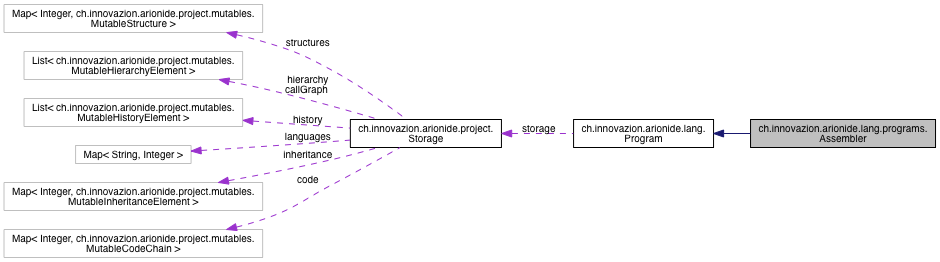 Map< Integer, ch.innovazion.arionide.project.mutables.
MutableStructure >
structures
List< ch.innovazion.arionide.project.mutables.
MutableHierarchyElement >
hierarchy
callGraph
List< ch.innovazion.arionide.project.mutables.
MutableHistoryElement >
history
ch.innovazion.arionide.project.
Storage
storage
ch.innovazion.arionide.lang.
Program
ch.innovazion.arionide.lang.programs.
Assembler
languages
Map< String, Integer >
inheritance
Map< Integer, ch.innovazion.arionide.project.mutables.
MutableInheritanceElement >
code
Map< Integer, ch.innovazion.arionide.project.mutables.
MutableCodeChain >